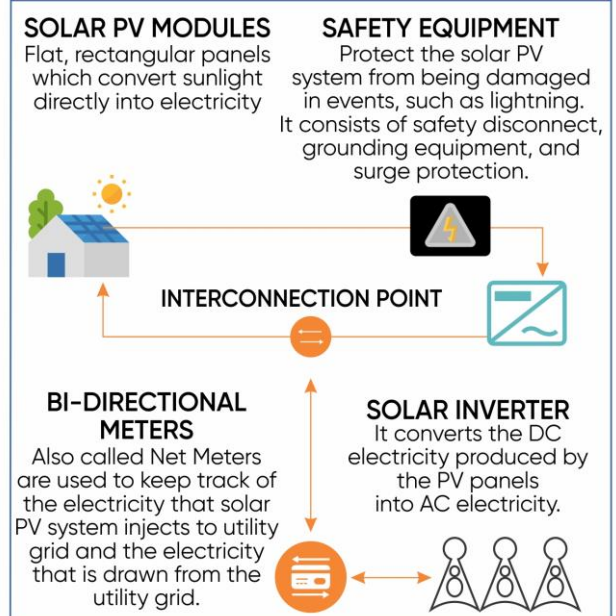 SOLAR PV MODULES
Flat, rectangular panels
which convert sunlight
directly into electricity
SAFETY EQUIPMENT
Protect the solar PV
system from being damaged
in events, such as lightning.
It consists of safety disconnect,
grounding equipment, and
surge protection.
INTERCONNECTION POINT
BI-DIRECTIONAL
METERS
Also called Net Meters
are used to keep track of
the electricity that solar
PV system injects to utility
grid and the electricity
that is drawn from the
utility grid.
SOLAR INVERTER
It converts the DC
electricity produced by
the PV panels
into AC electricity.